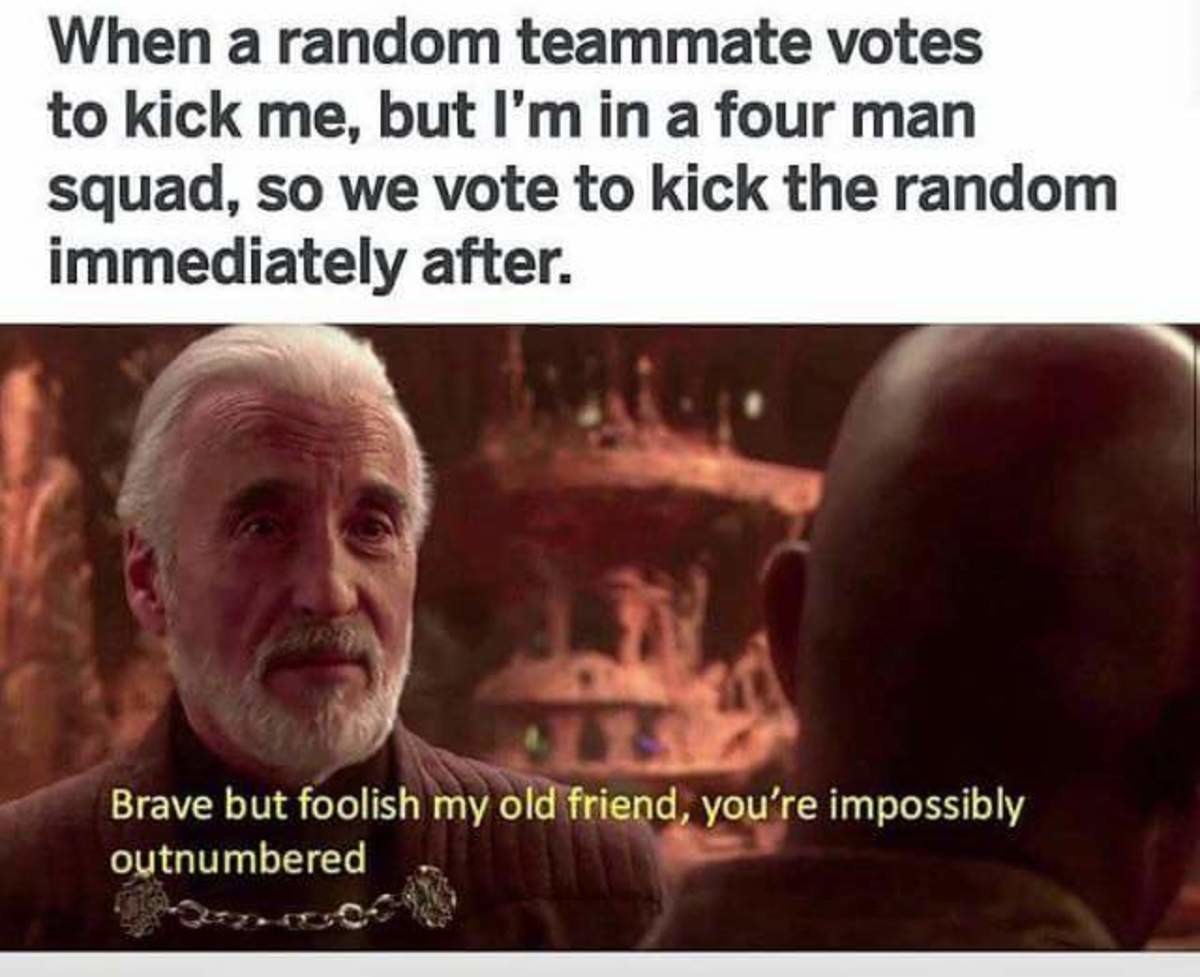 When a random teammate votes
to kick me, but I'm in a four man
squad, so we vote to kick the random
immediately after.
Brave but foolish my old friend, you're impossibly
outnumbered